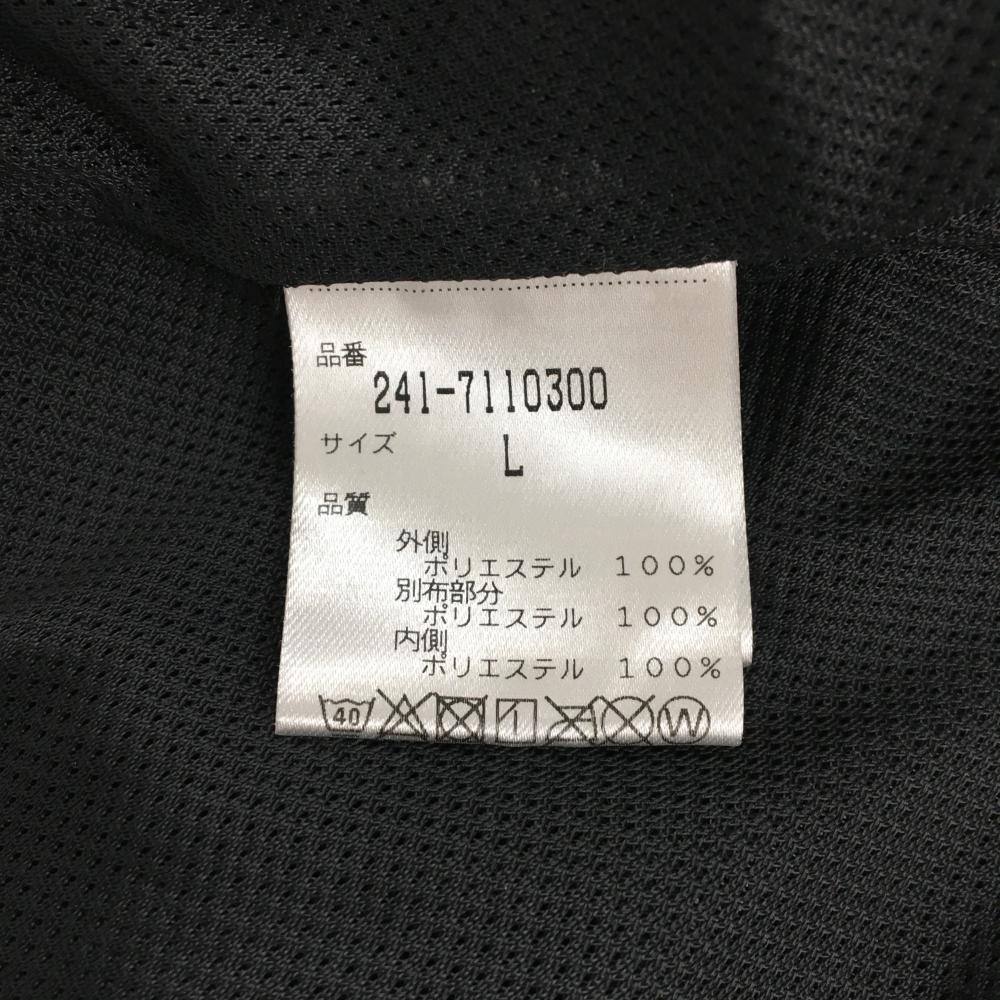 品番
241-7110300
サイズ
L
品質
外側
ポリエステル 100%
別布部分
ポリエステル 100%
内側
ポリエステル 100%
40 W